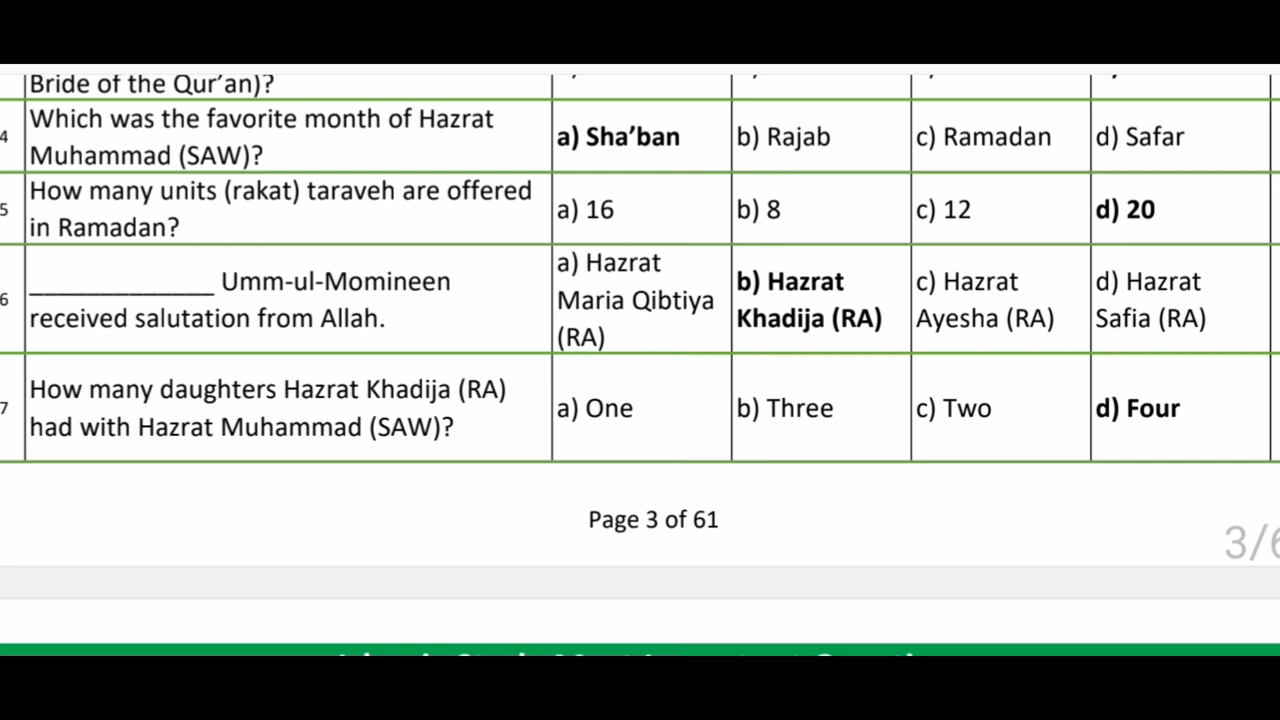 Bride of the Qur’an)?
4 Which was the favorite month of Hazrat
Muhammad (SAW)?
a) Sha’ban b) Rajab c) Ramadan d) Safar
5 How many units (rakat) taraveh are offered
in Ramadan?
a) 16 b) 8 c) 12 d) 20
6 _____________ Umm-ul-Momineen
received salutation from Allah.
a) Hazrat
Maria Qibtiya
(RA)
b) Hazrat
Khadija (RA)
c) Hazrat
Ayesha (RA)
d) Hazrat
Safia (RA)
7 How many daughters Hazrat Khadija (RA)
had with Hazrat Muhammad (SAW)?
a) One b) Three c) Two d) Four
Page 3 of 61
3/6